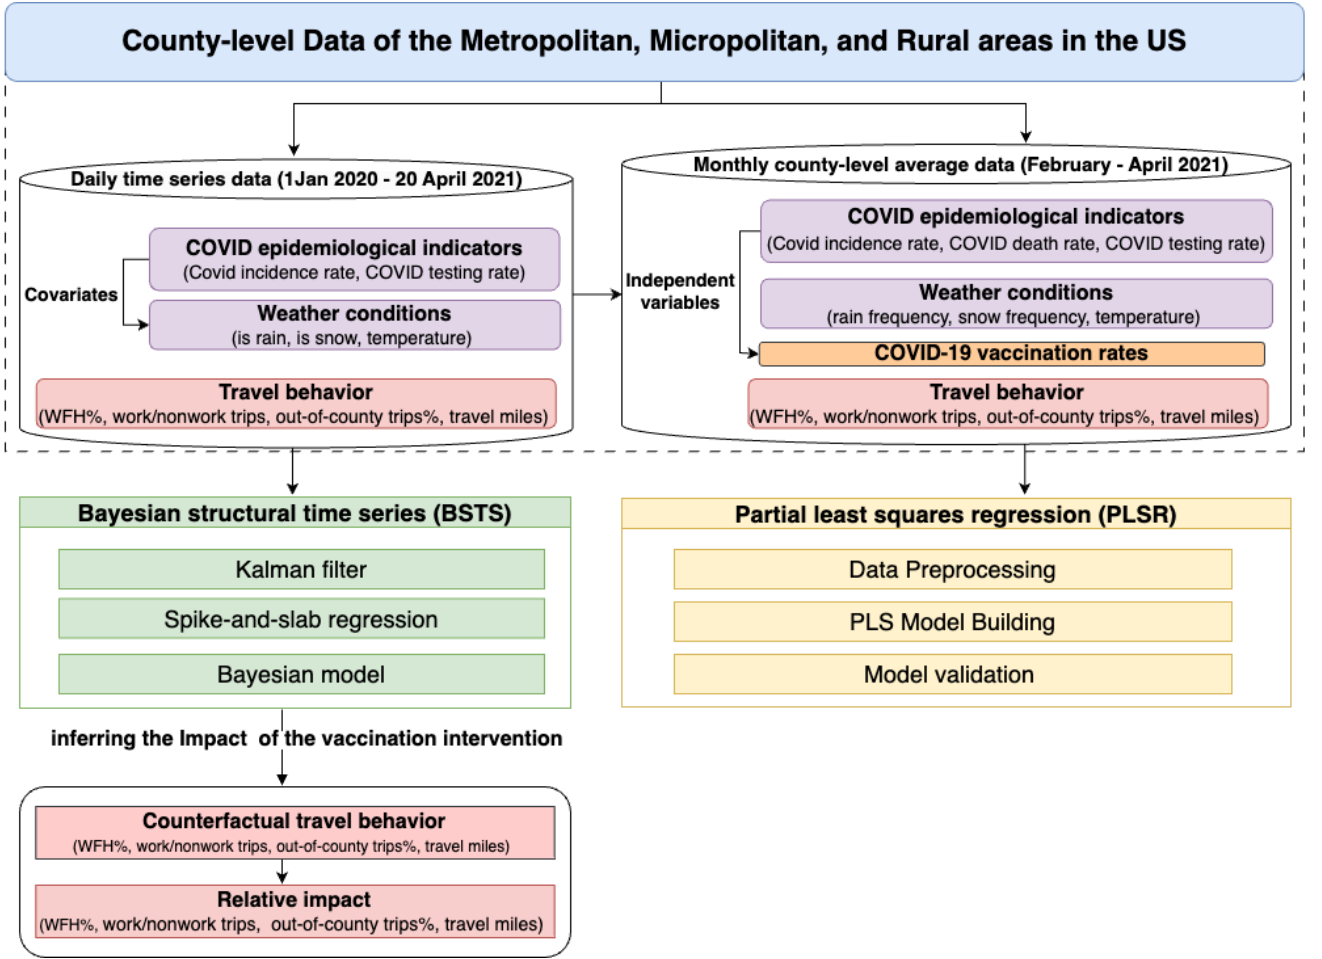 County-level Data of the Metropolitan, Micropolitan, and Rural areas in the US
Daily time series data (1Jan 2020 - 20 April 2021)
COVID epidemiological indicators
(Covid incidence rate, COVID testing rate)
Covariates
Weather conditions
(is rain, is snow, temperature)
Travel behavior
(WFH%, work/nonwork trips, out-of-county trips%, travel miles)
Monthly county-level average data (February - April 2021)
COVID epidemiological indicators
(Covid incidence rate, COVID death rate, COVID testing rate)
Independent
variables
Weather conditions
(rain frequency, snow frequency, temperature)
COVID-19 vaccination rates
Travel behavior
(WFH%, work/nonwork trips, out-of-county trips%, travel miles)
Bayesian structural time series (BSTS)
Kalman filter
Spike-and-slab regression
Bayesian model
Partial least squares regression (PLSR)
Data Preprocessing
PLS Model Building
Model validation
inferring the Impact of the vaccination intervention
Counterfactual travel behavior
(WFH%, work/nonwork trips, out-of-county trips%, travel miles)
Relative impact
(WFH%, work/nonwork trips, out-of-county trips%, travel miles)